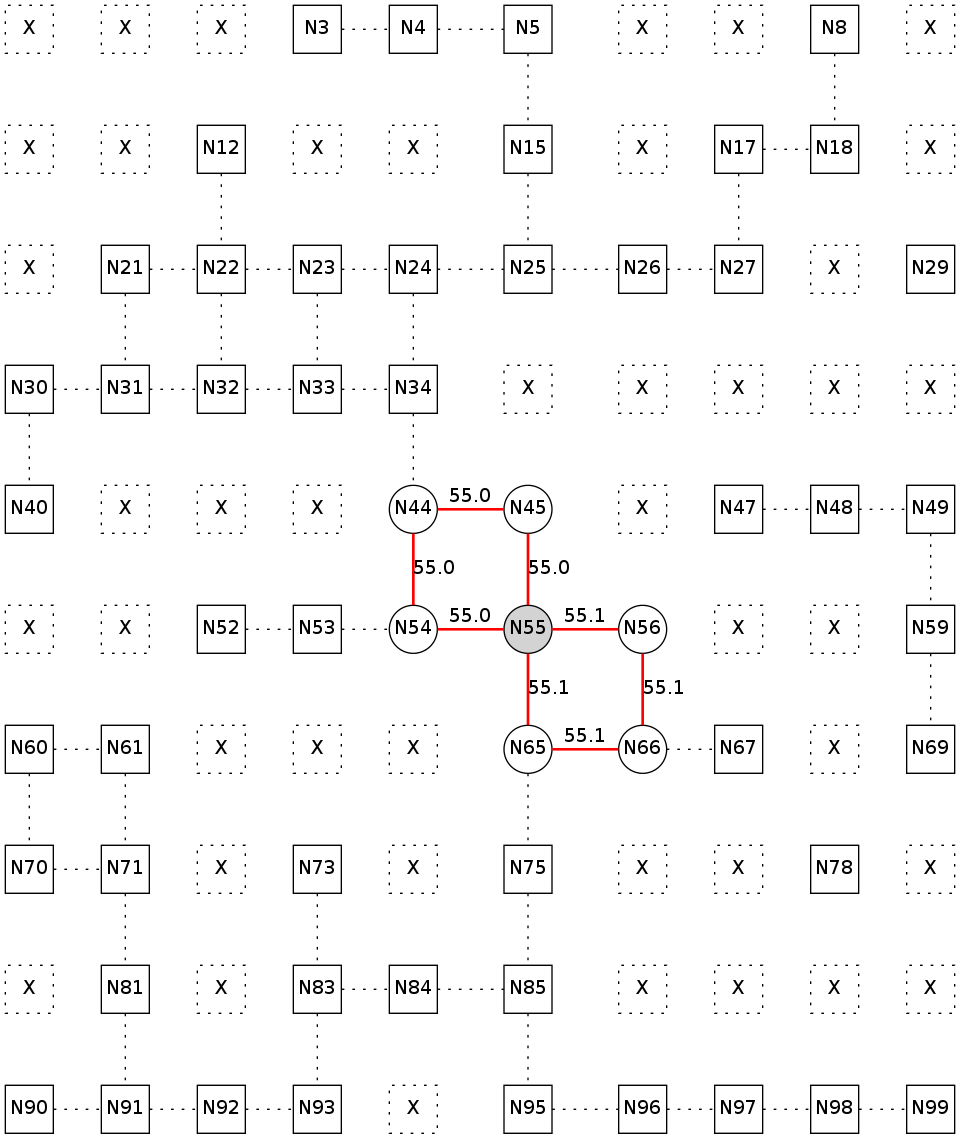 X X X N3 N4 N5 X X N8 X
X X N12 X X N15 X N17 N18 X
X N21 N22 N23 N24 N25 N26 N27 X N29
N30 N31 N32 N33 N34 X X X X X
55.0
N40 X X X N44 N45 X N47 N48 N49
55.0 55.0
55.0 55.1
X X N52 N53 N54 N55 N56 X X N59
55.1 55.1
55.1
N60 N61 X X X N65 N66 N67 X N69
N70 N71 X N73 X N75 X X N78 X
X N81 X N83 N84 N85 X X X X
N90 N91 N92 N93 X N95 N96 N97 N98 N99